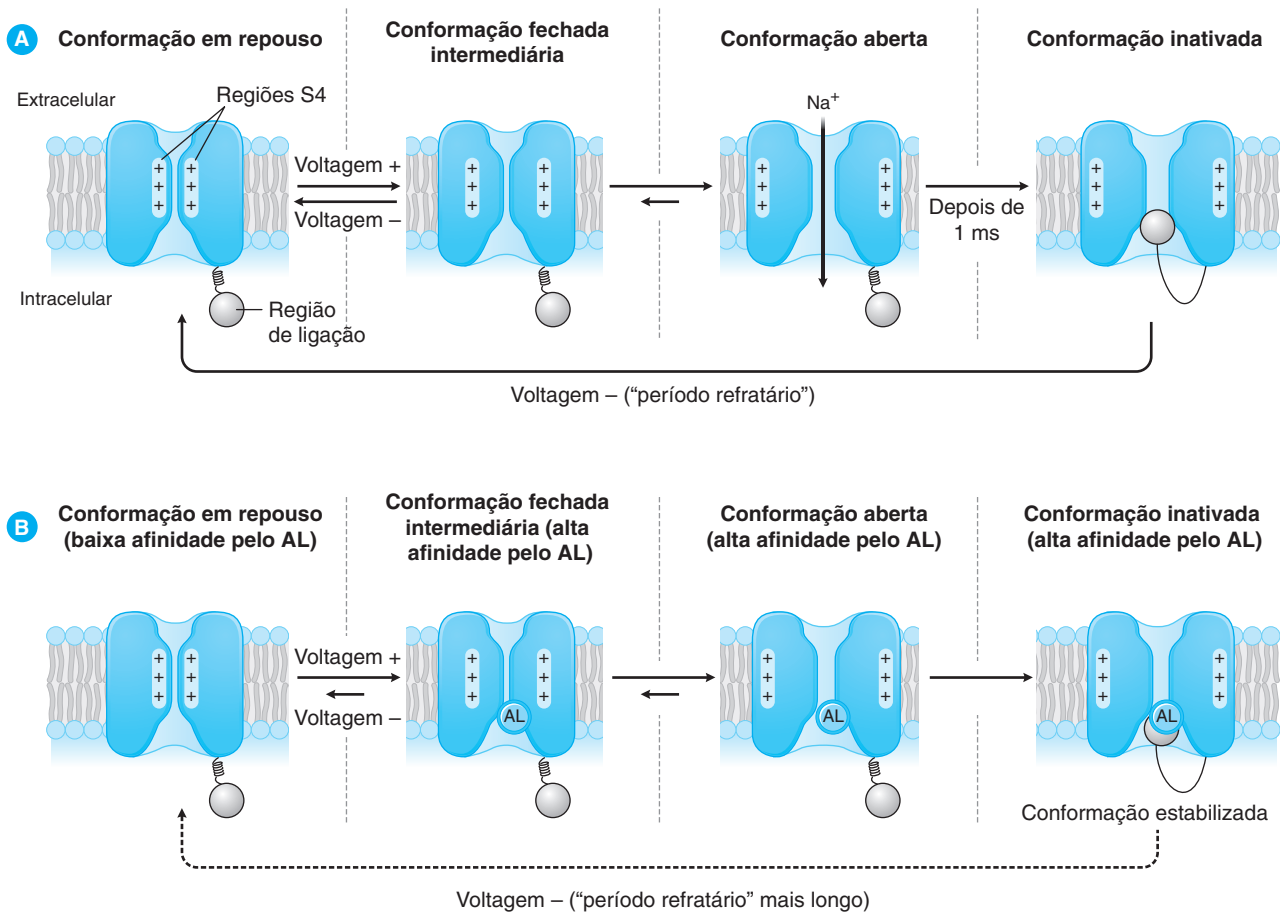 A
Conformação em repouso
Conformação fechada
intermediária
Conformação aberta
Conformação inativada
Extracelular
Regiões S4
Na+
+ + +
+ + +
Voltagem +
Voltagem –
+ + +
+ + +
+ + +
+ + +
Depois de
1 ms
+ + +
+ + +
Intracelular
Região
de ligação
Voltagem – (“período refratário”)
B
Conformação em repouso
(baixa afinidade pelo AL)
Conformação fechada
intermediária (alta
afinidade pelo AL)
Conformação aberta
(alta afinidade pelo AL)
Conformação inativada
(alta afinidade pelo AL)
+ + +
+ + +
Voltagem +
Voltagem –
+ + +
+ + +
AL
+ + +
+ + +
AL
+ + +
+ + +
AL
Conformação estabilizada
Voltagem – (“período refratário” mais longo)